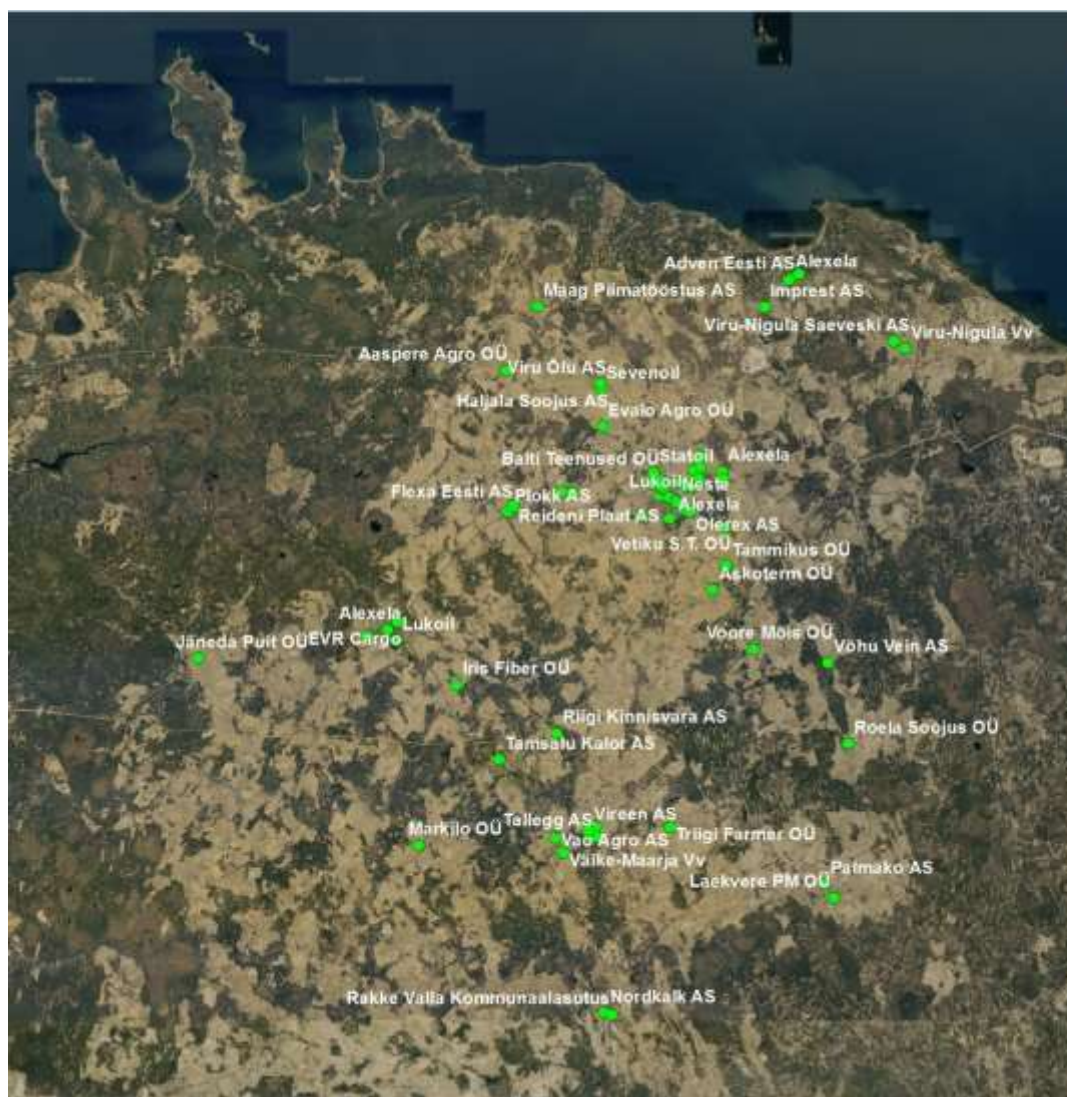 Adven Eesti AS
Alexela
Maag Piimatööstus AS
Imprest AS
Viru-Nigula Saeveski AS
Viru-Nigula Vv
Aaspere Agro OÜ
Viru Õlu AS
Sevenoil
Haljala Soojus AS
Evalo Agro OÜ
Balti Teenused OÜ
Statoil
Alexela
Lukoil
Neste
Flexa Eesti AS
Plokk AS
Alexela
Reideni Plaat AS
Olerex AS
Vetiku S.T. OÜ
Tammikus OÜ
Askoterm OÜ
Alexela
Lukoil
Jäneda Puit OÜ
EVR Cargo
Voore Mõis OÜ
Võhu Vein AS
Iris Fiber OÜ
Riigi Kinnisvara AS
Roela Soojus OÜ
Tamsalu Kalor AS
Tallegg AS
Vireen AS
Markilo OÜ
Vao Agro AS
Triigi Farmer OÜ
Väike-Maarja Vv
Laekvere PM OÜ
Patmako AS
Rakke Valla Kommunaalasutus
Nordkalk AS